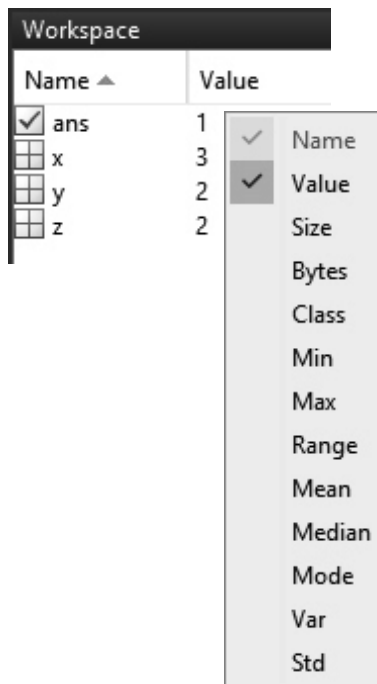 Workspace
Name Value
ans 1
x 3
y 2
z 2
Name
Value
Size
Bytes
Class
Min
Max
Range
Mean
Median
Mode
Var
Std